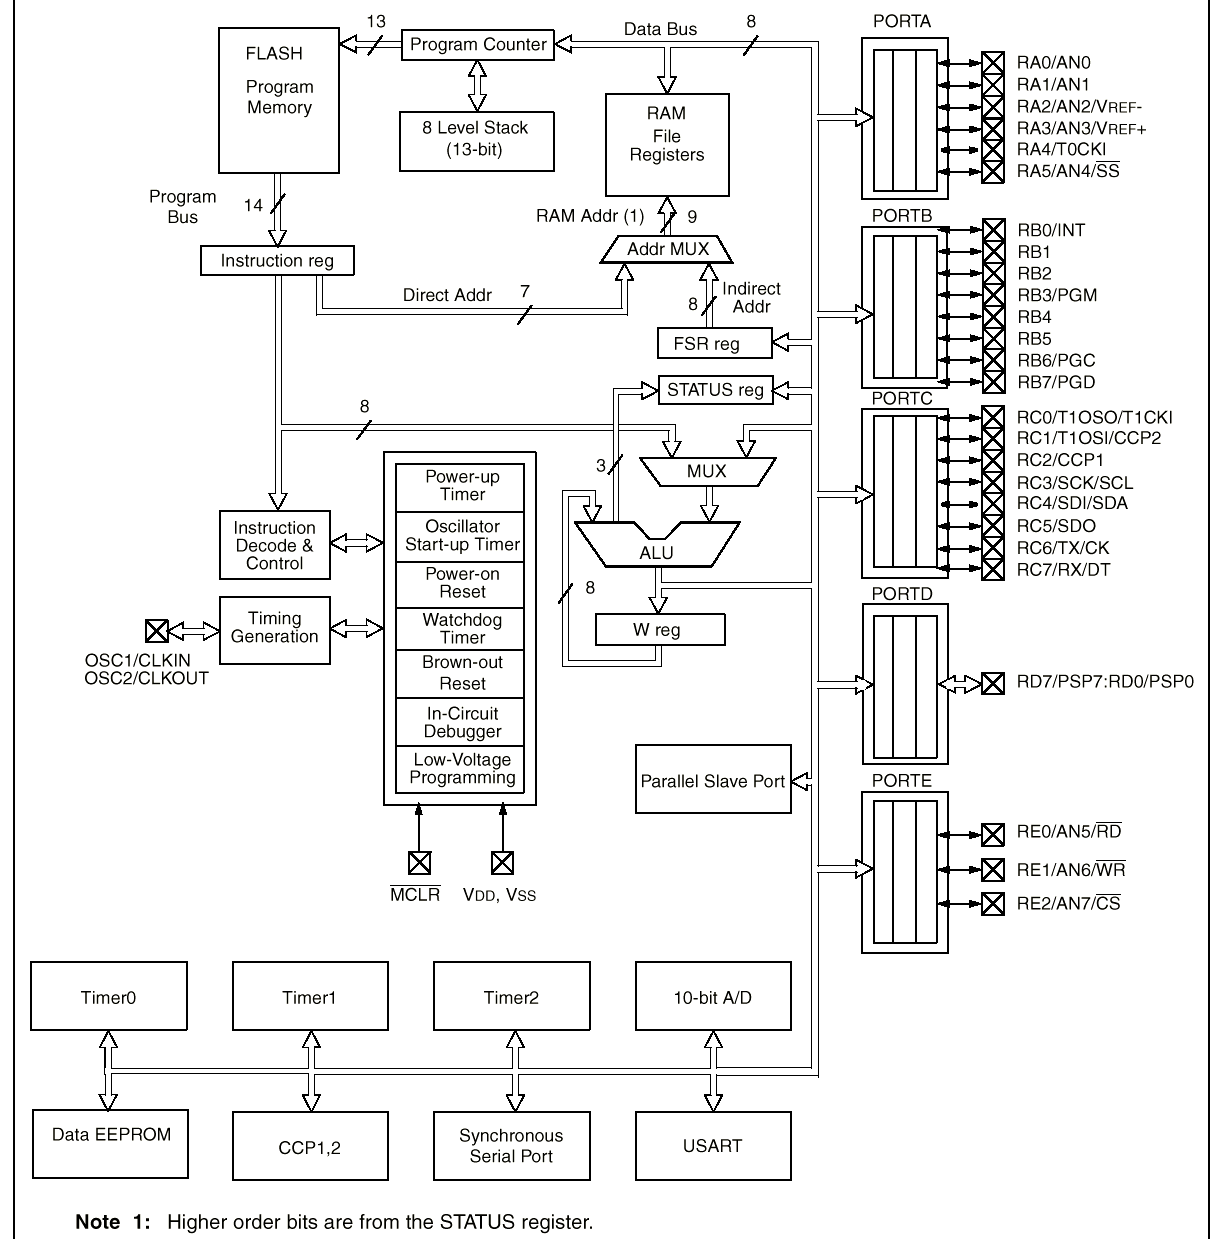 13
Data Bus
8
PORTA
FLASH
Program
Memory
Program Counter
8 Level Stack
(13-bit)
RAM
File
Registers
RA0/AN0
RA1/AN1
RA2/AN2/VREF-
RA3/AN3/VREF+
RA4/T0CKI
RA5/AN4/SS
Program
Bus
14
RAM Addr (1)
9
PORTB
Instruction reg
Addr MUX
Direct Addr
7
8
Indirect
Addr
FSR reg
STATUS reg
RB0/INT
RB1
RB2
RB3/PGM
RB4
RB5
RB6/PGC
RB7/PGD
PORTC
8
3
MUX
ALU
8
W reg
RC0/T1OSO/T1CKI
RC1/T1OSI/CCP2
RC2/CCP1
RC3/SCK/SCL
RC4/SDI/SDA
RC5/SDO
RC6/TX/CK
RC7/RX/DT
Power-up
Timer
Oscillator
Start-up Timer
Power-on
Reset
Watchdog
Timer
Brown-out
Reset
In-Circuit
Debugger
Low-Voltage
Programming
Instruction
Decode &
Control
Timing
Generation
OSC1/CLKIN
OSC2/CLKOUT
PORTD
RD7/PSP7:RD0/PSP0
Parallel Slave Port
PORTE
RE0/AN5/RD
RE1/AN6/WR
RE2/AN7/CS
MCLR
VDD, VSS
Timer0
Timer1
Timer2
10-bit A/D
Data EEPROM
CCP1,2
Synchronous
Serial Port
USART
Note 1: Higher order bits are from the STATUS register.